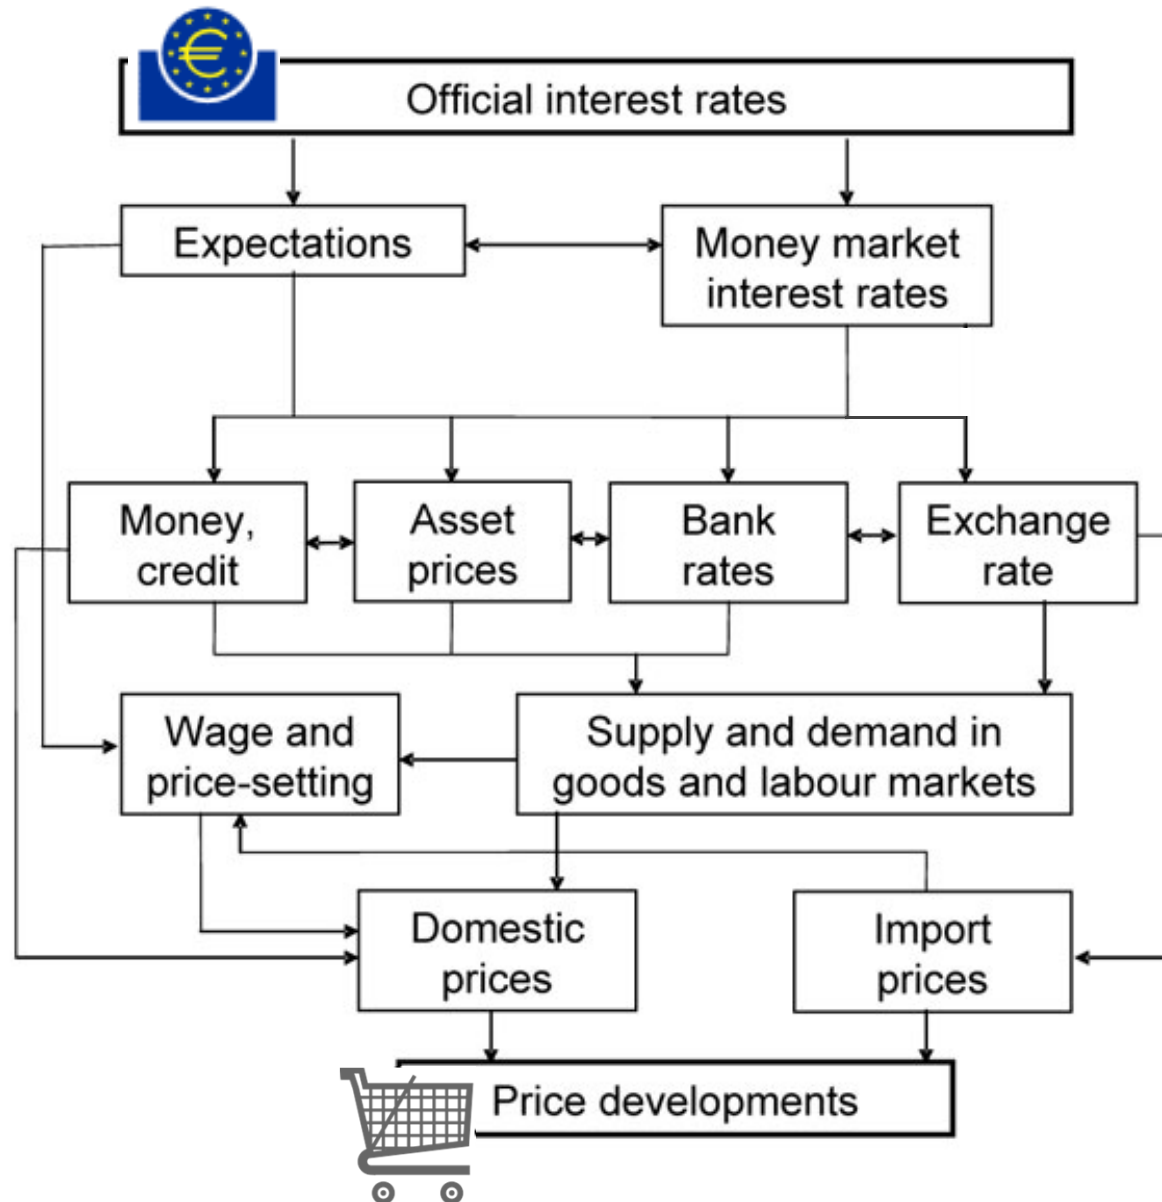 Official interest rates
Expectations
Money market
interest rates
Money,
credit
Asset
prices
Bank
rates
Exchange
rate
Wage and
price-setting
Supply and demand in
goods and labour markets
Domestic
prices
Import
prices
Price developments